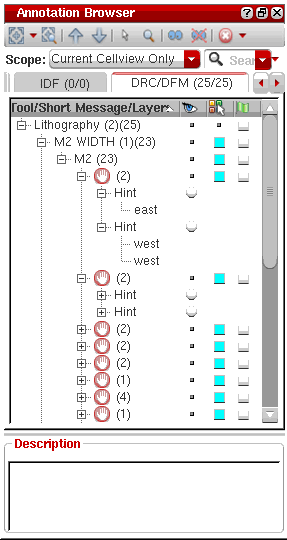 Annotation Browser
Scope: Current Cellview Only Sear
IDF (0/0) DRC/DFM (25/25)
Tool/Short Message/Layer
Lithography (2)(25)
M2 WIDTH (1)(23)
M2 (23)
(2)
Hint
east
Hint
west
west
(2)
Hint
Hint
(2)
(2)
(2)
(1)
(4)
(1)
Description